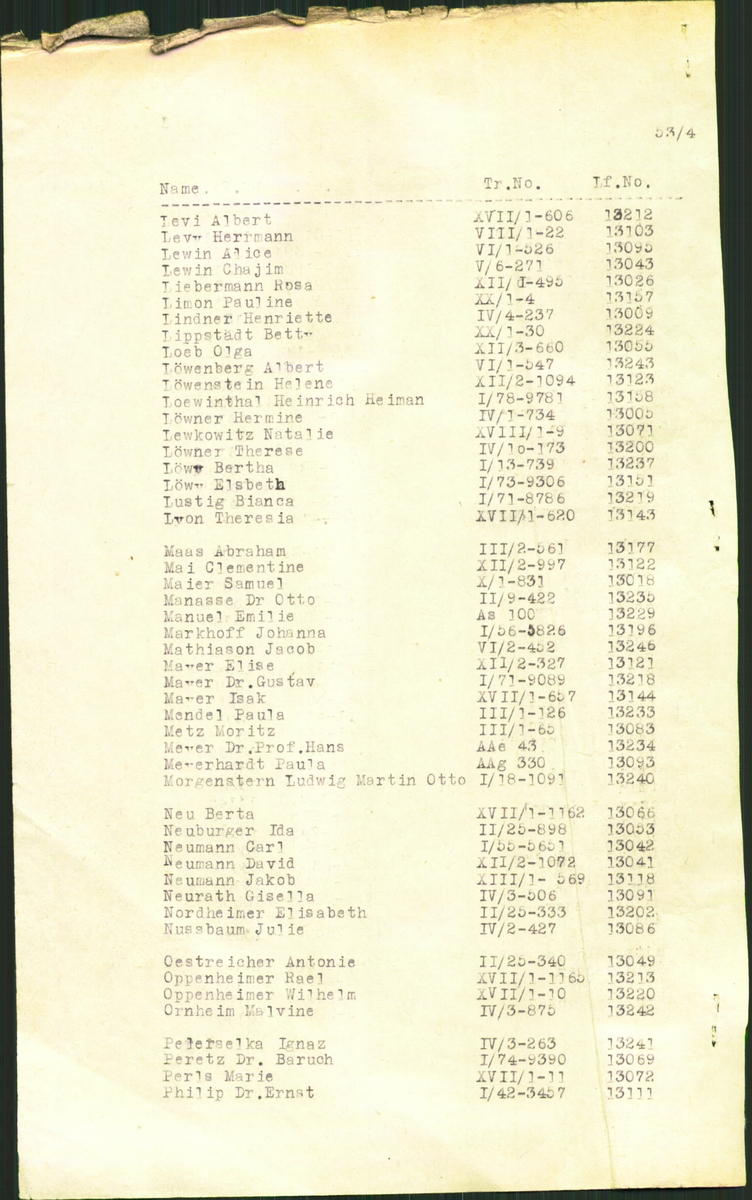 53/4
Name. Tr.No. Lf.No.
Levi Albert XVII/1-606 13212
Levy Herrmann VIII/1-22 13103
Lewin Alice VI/1-526 13095
Lewin Chajim V/6-271 13043
Liebermann Rosa XII/1-495 13026
Limon Pauline XX/1-4 13157
Lindner Henriette IV/4-237 13009
Lippstädt Betty XX/1-30 13224
Loeb Olga XII/3-660 13055
Löwenberg Albert VI/1-547 13243
Löwenstein Helene XII/2-1094 13123
Loewinthal Heinrich Heiman I/78-9781 13158
Löwner Hermine IV/1-734 13005
Lewkowitz Natalie XVIII/1-9 13071
Löwner Therese IV/1o-173 13200
Löwy Bertha I/13-739 13237
Löwy Elsbeth I/73-9306 13151
Lustig Bianca I/71-8786 13219
Lyon Theresia XVII/1-620 13143
Maas Abraham III/2-561 13177
Mai Clementine XII/2-997 13122
Maier Samuel X/1-831 13018
Manasse Dr Otto II/9-422 13235
Manuel Emilie As 100 13229
Markhoff Johanna I/56-5826 13196
Mathiason Jacob VI/2-452 13246
Mayer Elise XII/2-327 13121
Mayer Dr.Gustav I/71-9089 13218
Mayer Isak XVII/1-657 13144
Mendel Paula III/1-126 13233
Metz Moritz III/1-65 13083
Meyer Dr.Prof.Hans AAe 43 13234
Meyerhardt Paula AAg 330 13093
Morgenstern Ludwig Martin Otto I/18-1091 13240
Neu Berta XVII/1-1162 13066
Neuburger Ida II/25-898 13053
Neumann Carl I/55-5651 13042
Neumann David XII/2-1072 13041
Neumann Jakob XIII/1- 569 13118
Neurath Gisella IV/3-506 13091
Nordheimer Elisabeth II/25-333 13202
Nussbaum Julie IV/2-427 13086
Oestreicher Antonie II/25-340 13049
Oppenheimer Rael XVII/1-1165 13213
Oppenheimer Wilhelm XVII/1-10 13220
Ornheim Malvine IV/3-875 13242
Ignaz IV/3-263 13241
Peretz Dr. Baruch I/74-9390 13069
Perls Marie XVII/1-11 13072
Philip Dr.Ernst I/42-3457 13111